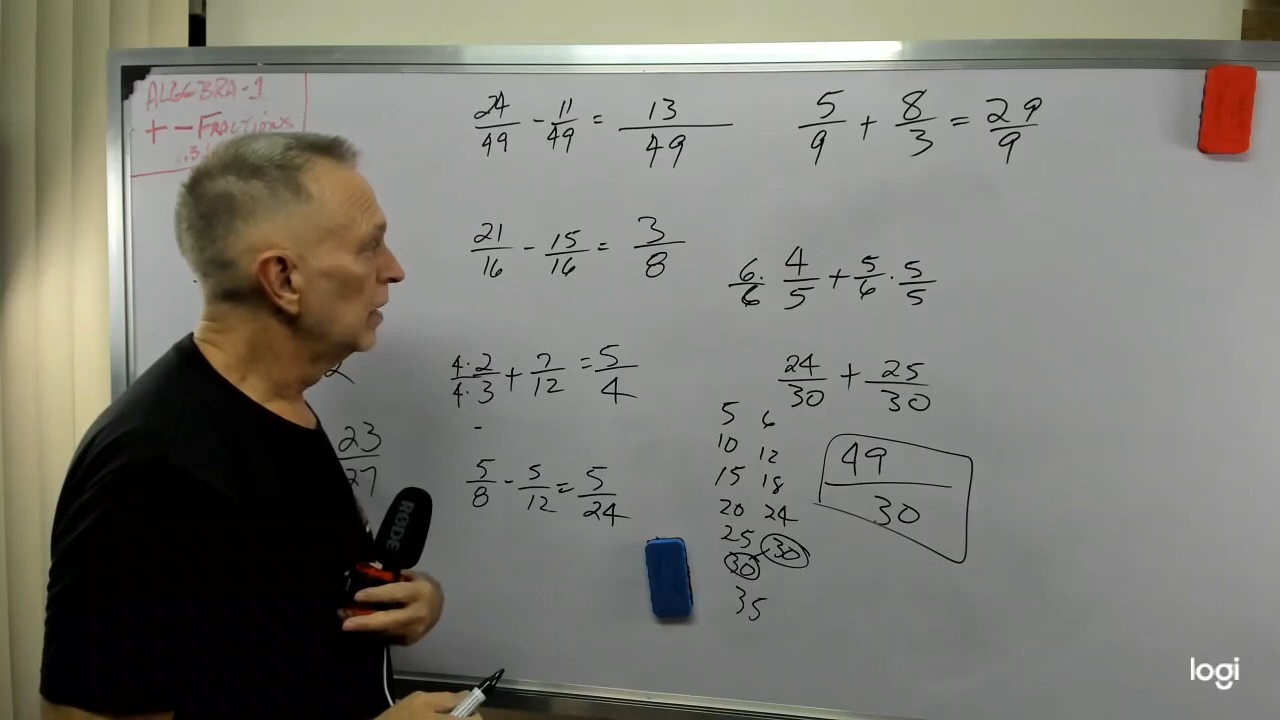 ALGEBRA-1
+ - FRACTIONS
24/49 - 11/49 = 13/49
5/9 + 8/3 = 29/9
21/16 - 15/16 = 3/8
6/6 · 4/5 + 5/6 · 5/5
4·2/4·3 + 7/12 = 5/4
24/30 + 25/30
5 6
10 12
15 18
20 24
25 30
30
35
49/30
23/27
5/8 - 5/12 = 5/24
RODE
logi